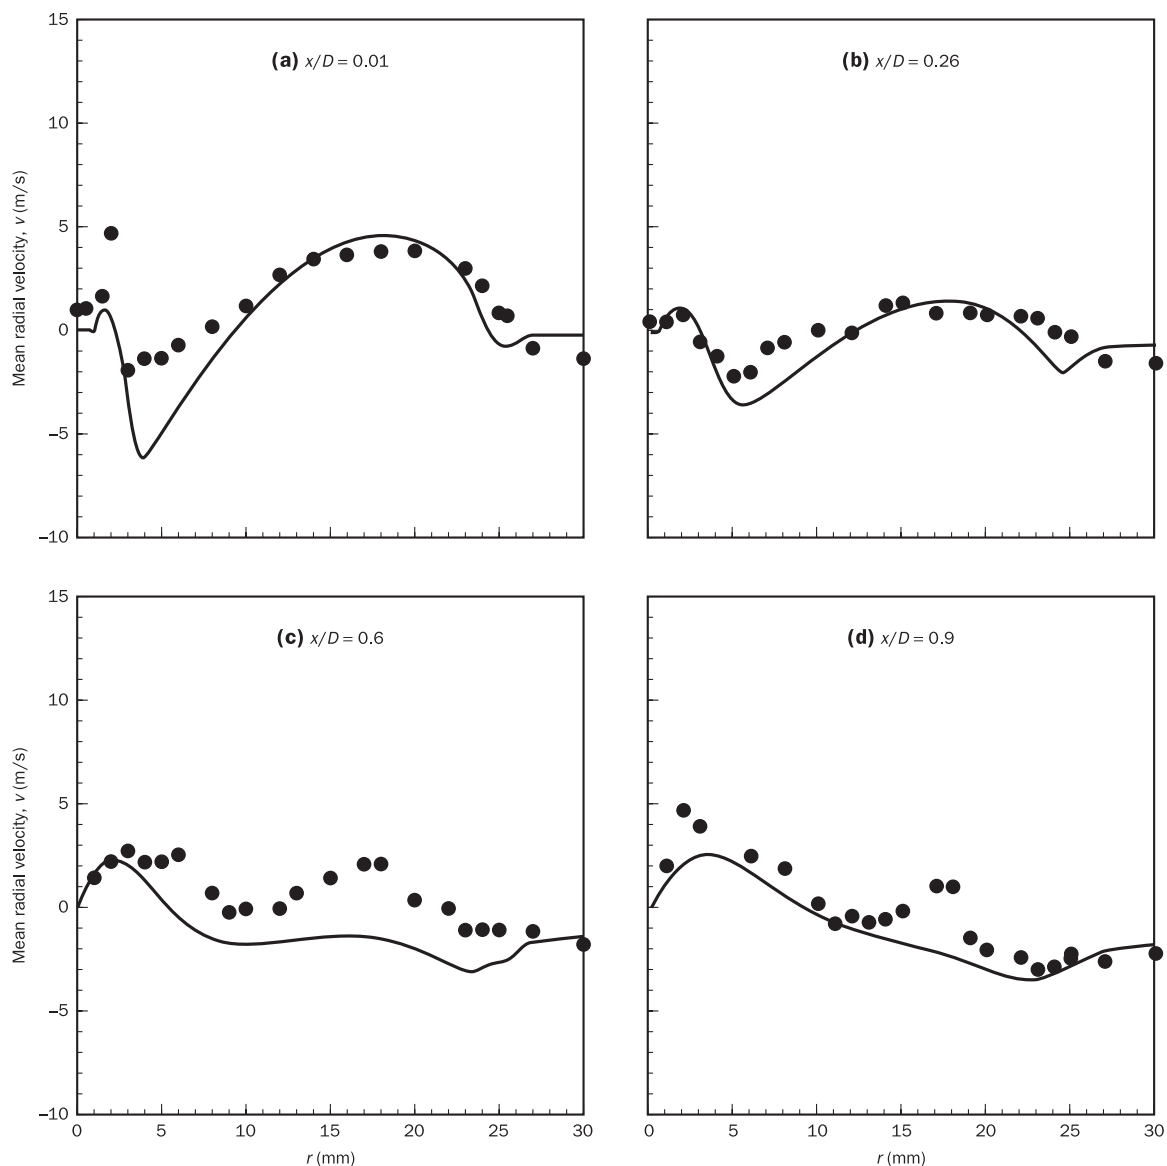 15
(a) x/D = 0.01
(b) x/D = 0.26
10
5
0
−5
−10
Mean radial velocity, v (m/s)
15
(c) x/D = 0.6
(d) x/D = 0.9
10
5
0
−5
−10
Mean radial velocity, v (m/s)
0 5 10 15 20 25 30
0 5 10 15 20 25 30
r (mm)
r (mm)